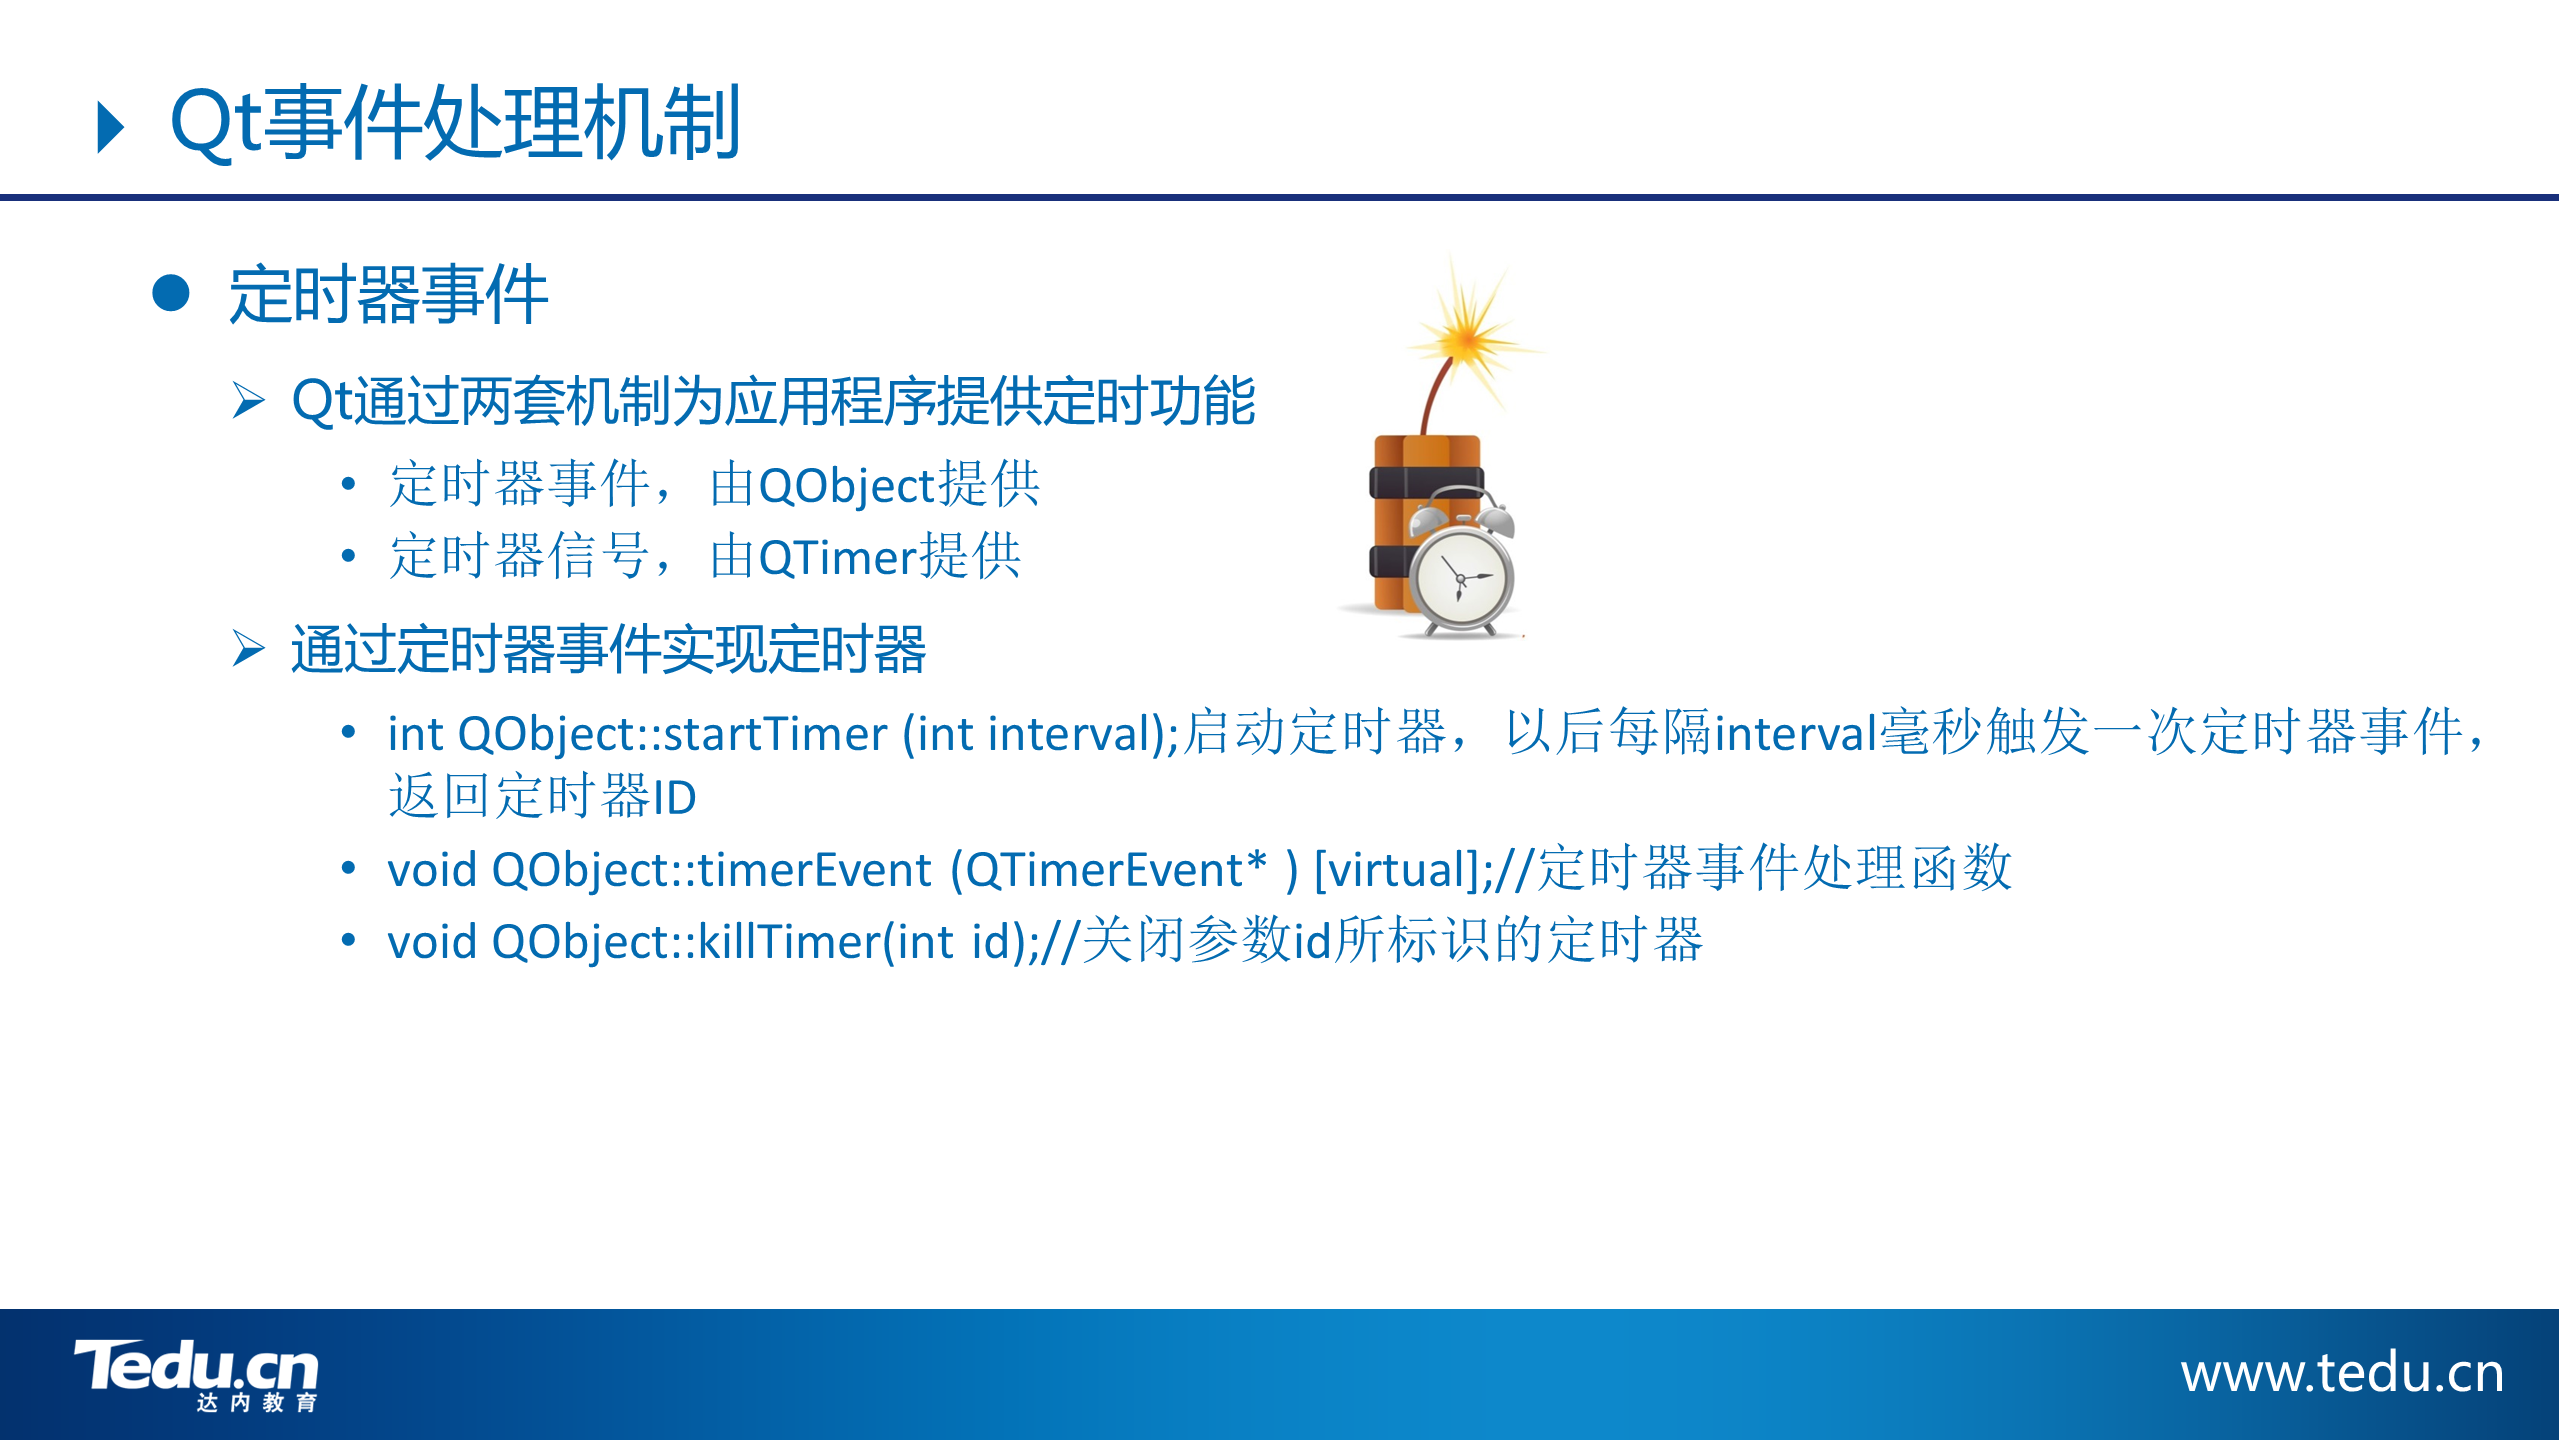 Qt事件处理机制
定时器事件
Qt通过两套机制为应用程序提供定时功能
定时器事件，由QObject提供
定时器信号，由QTimer提供
通过定时器事件实现定时器
int QObject::startTimer (int interval);启动定时器，以后每隔interval毫秒触发一次定时器事件，
返回定时器ID
void QObject::timerEvent (QTimerEvent* ) [virtual];//定时器事件处理函数
void QObject::killTimer(int id);//关闭参数id所标识的定时器
Tedu.cn
达内教育
www.tedu.cn